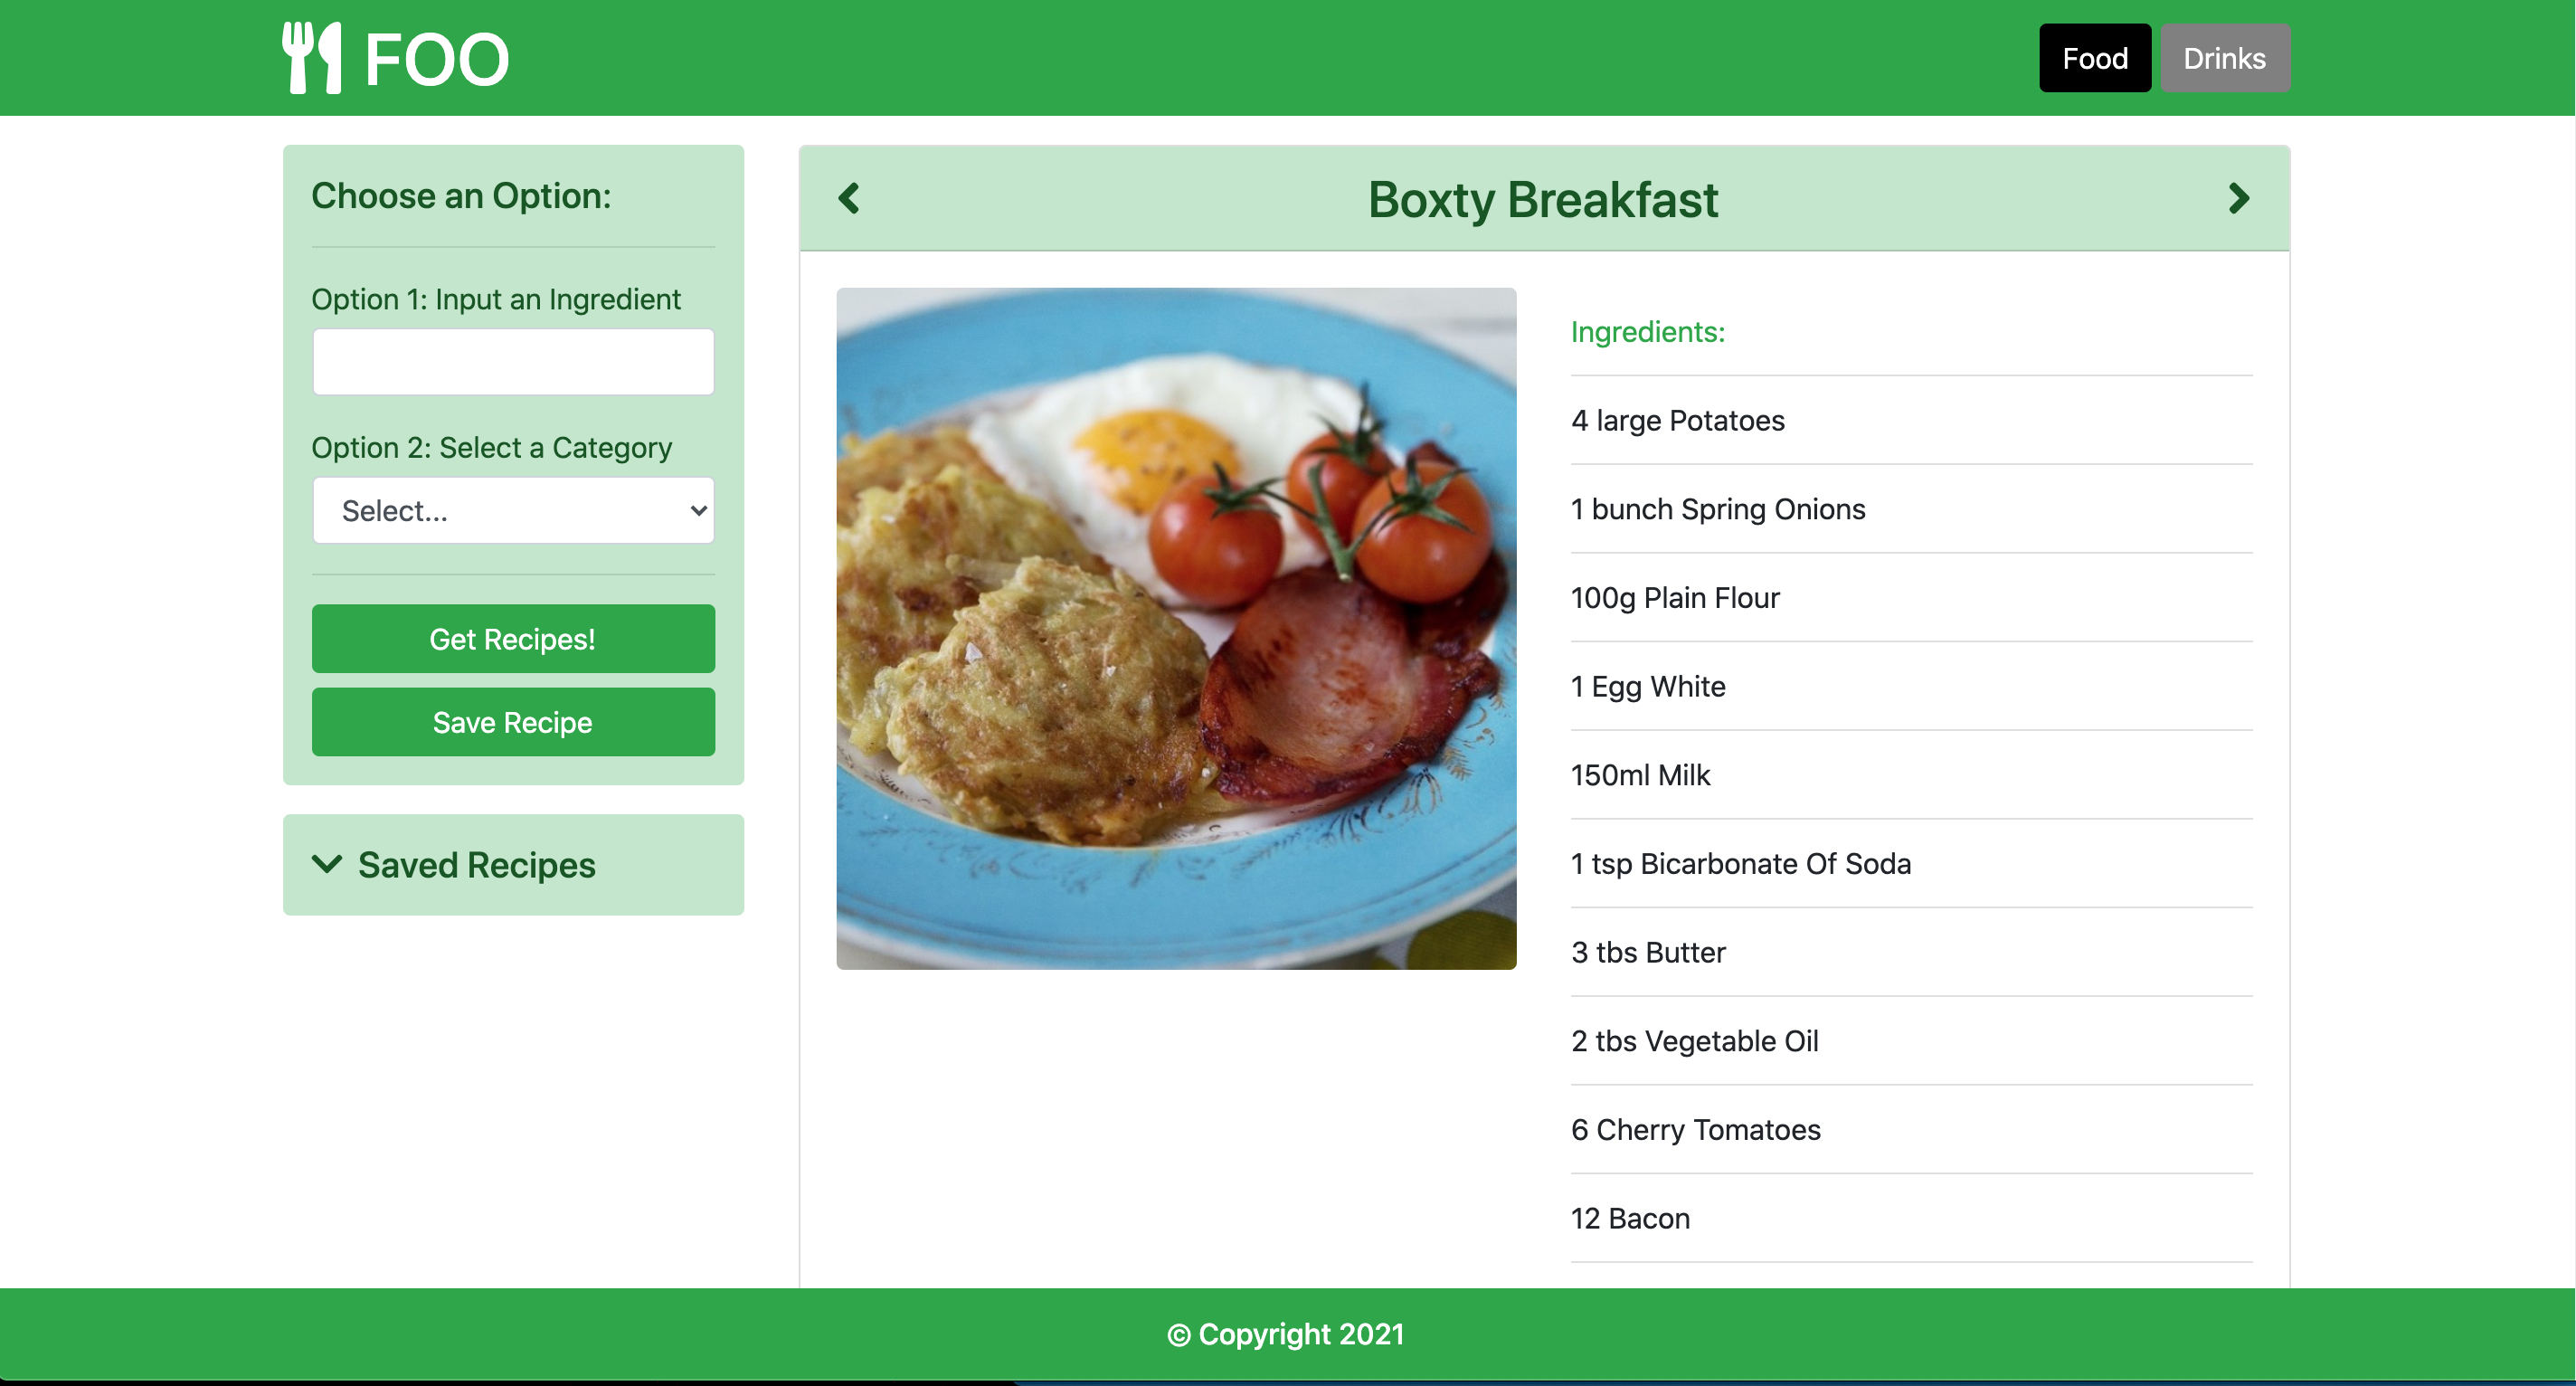 FOO
Food
Drinks
Choose an Option:
Option 1: Input an Ingredient
Option 2: Select a Category
Select...
Get Recipes!
Save Recipe
Saved Recipes
Boxty Breakfast
Ingredients:
4 large Potatoes
1 bunch Spring Onions
100g Plain Flour
1 Egg White
150ml Milk
1 tsp Bicarbonate Of Soda
3 tbs Butter
2 tbs Vegetable Oil
6 Cherry Tomatoes
12 Bacon
© Copyright 2021